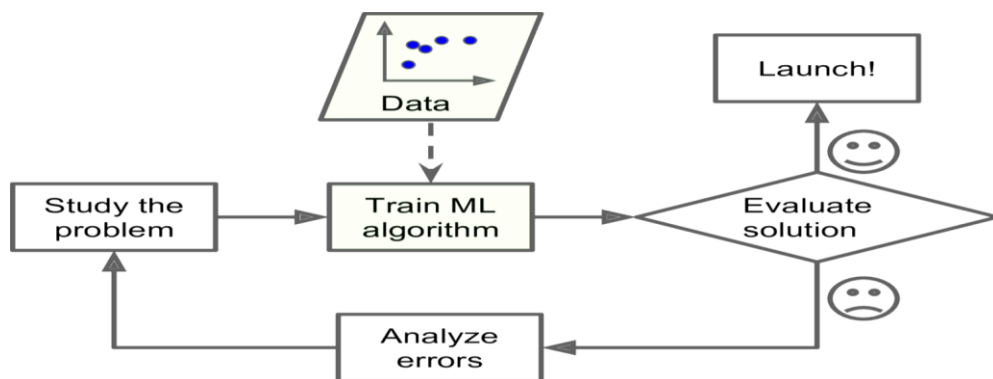 Data
Launch!
Study the
problem
Train ML
algorithm
Evaluate
solution
Analyze
errors